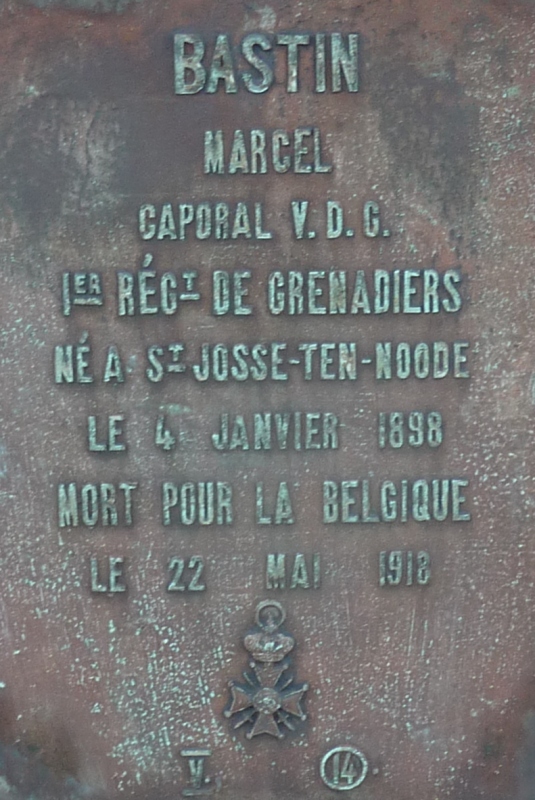 BASTIN
MARCEL
CAPORAL V.D.G.
1ER RÉGT DE GRENADIERS
NÉ A ST JOSSE-TEN-NOODE
LE 4 JANVIER 1898
MORT POUR LA BELGIQUE
LE 22 MAI 1918
V. 14